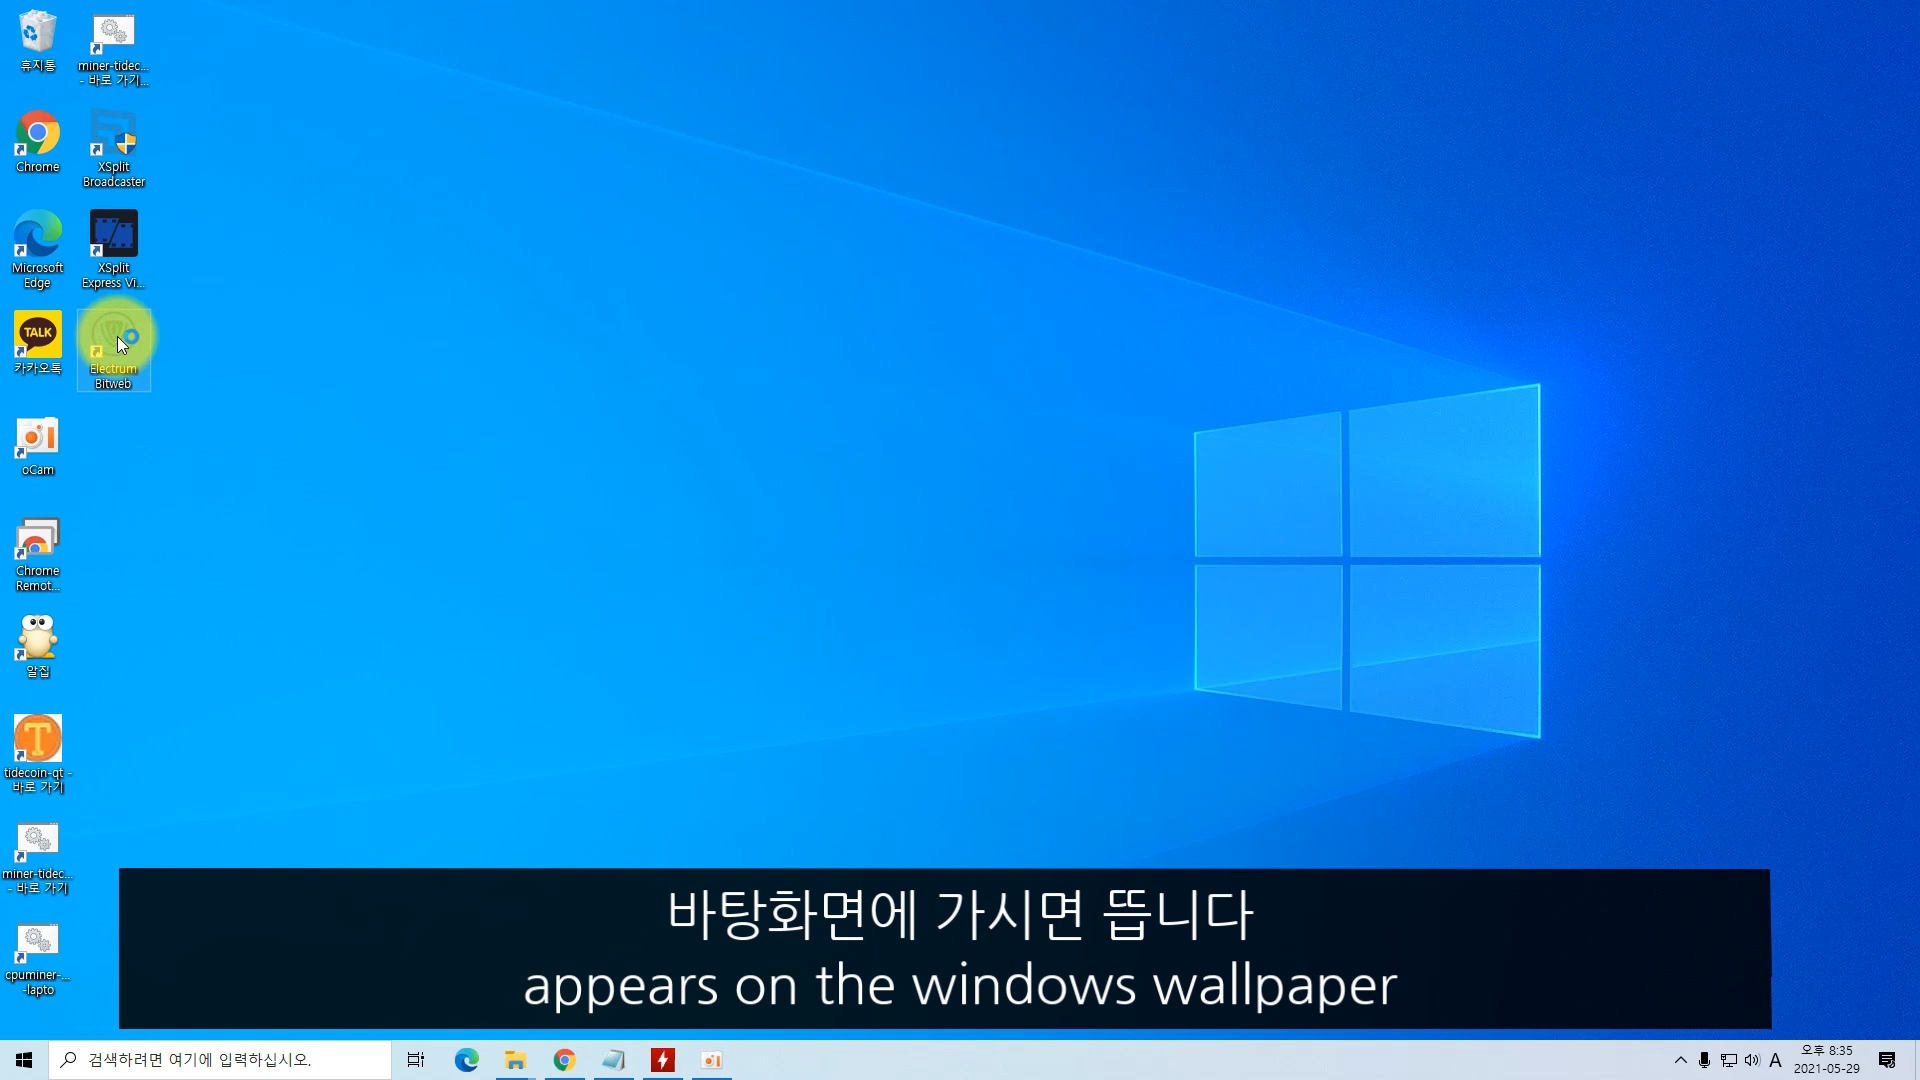 휴지통
miner-tidec...
- 바로 가기...
Chrome
XSplit
Broadcaster
Microsoft
Edge
XSplit
Express Vi...
TALK
카카오톡
Electrum
Bitweb
oCam
Chrome
Remot...
알집
T
tidecoin-qt -
바로 가기
miner-tidec...
- 바로 가기
cpuminer-...
-lapto
바탕화면에 가시면 뜹니다
appears on the windows wallpaper
검색하려면 여기에 입력하십시오.
A
오후 8:35
2021-05-29